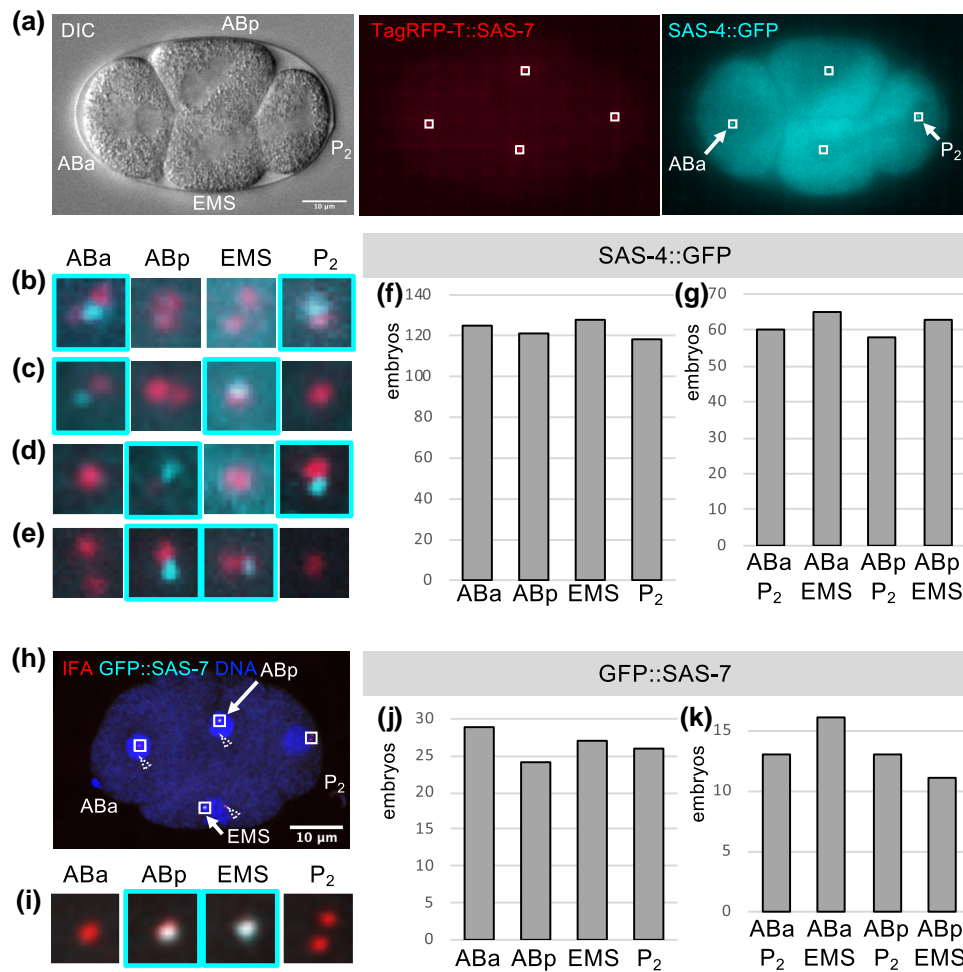 (a)
DIC
ABp
ABa
EMS
P2
10 μm
TagRFP-T::SAS-7
SAS-4::GFP
ABa
P2
ABa ABp EMS P2
(b)
(c)
(d)
(e)
SAS-4::GFP
(f)
embryos
140
120
100
80
60
40
20
0
ABa ABp EMS P2
(g)
embryos
70
60
50
40
30
20
10
0
ABa ABa ABp ABp
P2 EMS P2 EMS
(h)
IFA GFP::SAS-7 DNA
ABp
ABa
P2
EMS
10 μm
ABa ABp EMS P2
(i)
GFP::SAS-7
(j)
embryos
30
25
20
15
10
5
0
ABa ABp EMS P2
(k)
embryos
15
10
5
0
ABa ABa ABp ABp
P2 EMS P2 EMS